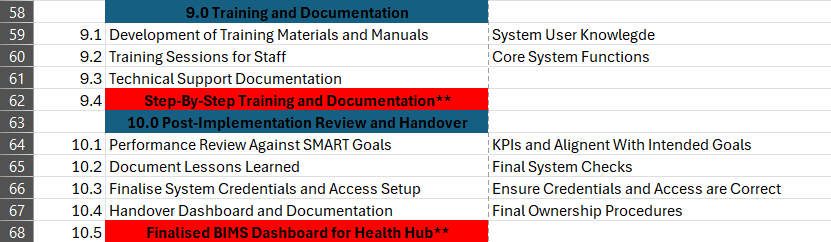 58 9.0 Training and Documentation
59 9.1 Development of Training Materials and Manuals System User Knowlegde
60 9.2 Training Sessions for Staff Core System Functions
61 9.3 Technical Support Documentation
62 9.4 Step-By-Step Training and Documentation**
63 10.0 Post-Implementation Review and Handover
64 10.1 Performance Review Against SMART Goals KPIs and Alignent With Intended Goals
65 10.2 Document Lessons Learned Final System Checks
66 10.3 Finalise System Credentials and Access Setup Ensure Credentials and Access are Correct
67 10.4 Handover Dashboard and Documentation Final Ownership Procedures
68 10.5 Finalised BIMS Dashboard for Health Hub**